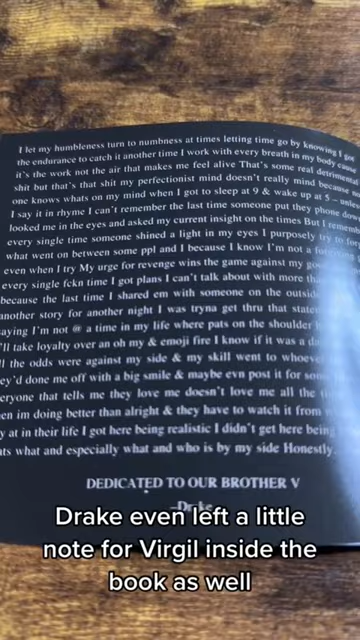 I let my humbleness turn to numbness at times letting time go by knowing I got
the endurance to catch it another time I work with every breath in my body cause
it's the work not the air that makes me feel alive That's some real detrimental
shit but that's that shit my perfectionist mind doesn't really mind because no
one knows whats on my mind when I got to sleep at 9 & wake up at 5 – unless
I say it in rhyme I can't remember the last time someone put they phone down
looked me in the eyes and asked my current insight on the times But I remember
every single time someone shined a light in my eyes I purposely try to
what went on between some ppl and I because I know I'm not a
even when I try My urge for revenge wins the game against my
every single fckn time I got plans I can't talk about with more than
because the last time I shared em with someone on the outside
another story for another night I was tryna get thru that
saying I'm not @ a time in my life where pats on the shoulder
I'll take loyalty over an oh my & emoji fire I know if it was a
the odds were against my side & my skill went to
they'd done me off with a big smile & maybe evn post it for
everyone that tells me they love me doesn't love me all the
im doing better than alright & they have to watch it from
at in their life I got here being realistic I didn't get here being
what and especially what and who is by my side Honestly.
DEDICATED TO OUR BROTHER V
–Drake
Drake even left a little
note for Virgil inside the
book as well